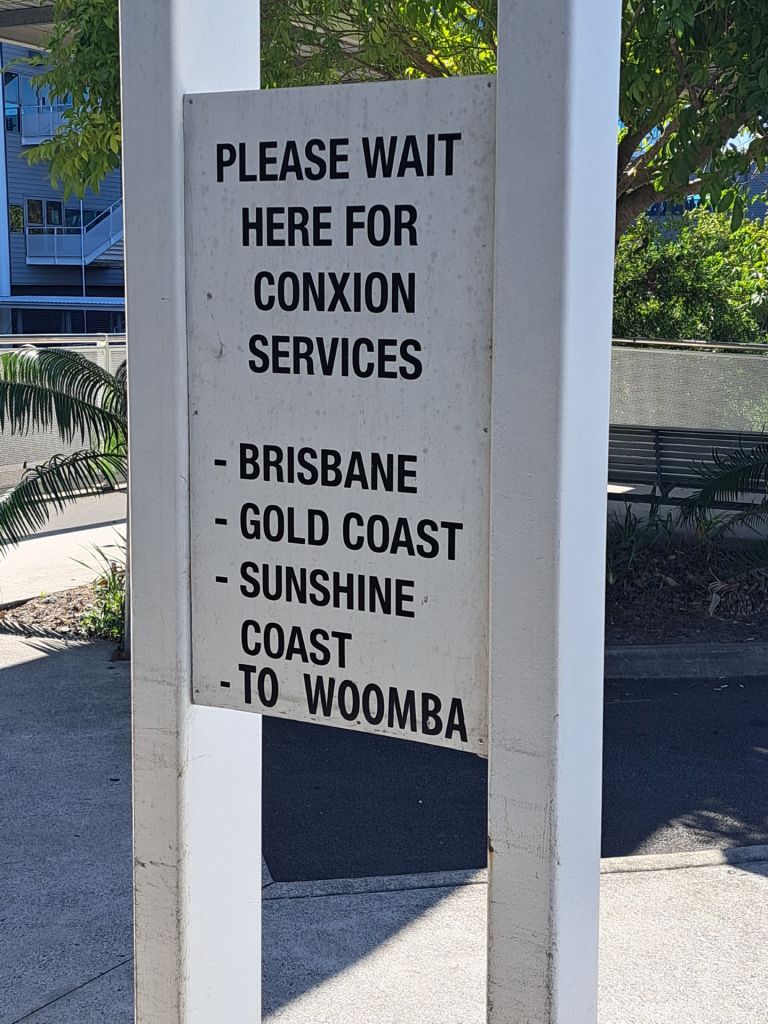 PLEASE WAIT
HERE FOR
CONXION
SERVICES
- BRISBANE
- GOLD COAST
- SUNSHINE
COAST
- TO WOOMBA